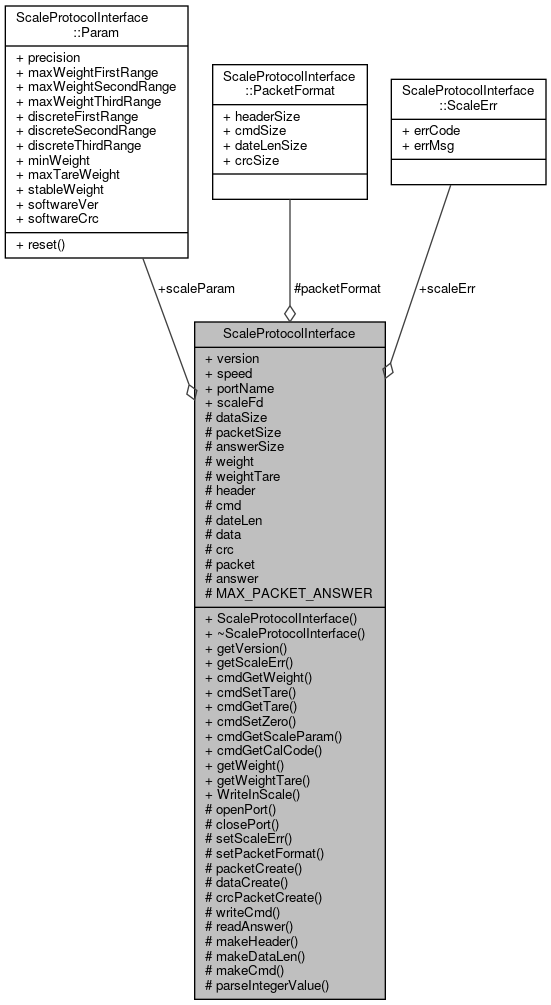 ScaleProtocolInterface
::Param
+ precision
+ maxWeightFirstRange
+ maxWeightSecondRange
+ maxWeightThirdRange
+ discreteFirstRange
+ discreteSecondRange
+ discreteThirdRange
+ minWeight
+ maxTareWeight
+ stableWeight
+ softwareVer
+ softwareCrc
+ reset()
ScaleProtocolInterface
::PacketFormat
+ headerSize
+ cmdSize
+ dateLenSize
+ crcSize
ScaleProtocolInterface
::ScaleErr
+ errCode
+ errMsg
+scaleParam
#packetFormat
+scaleErr
ScaleProtocolInterface
+ version
+ speed
+ portName
+ scaleFd
# dataSize
# packetSize
# answerSize
# weight
# weightTare
# header
# cmd
# dateLen
# data
# crc
# packet
# answer
# MAX_PACKET_ANSWER
+ ScaleProtocolInterface()
+ ~ScaleProtocolInterface()
+ getVersion()
+ getScaleErr()
+ cmdGetWeight()
+ cmdSetTare()
+ cmdGetTare()
+ cmdSetZero()
+ cmdGetScaleParam()
+ cmdGetCalCode()
+ getWeight()
+ getWeightTare()
+ WriteInScale()
# openPort()
# closePort()
# setScaleErr()
# setPacketFormat()
# packetCreate()
# dataCreate()
# crcPacketCreate()
# writeCmd()
# readAnswer()
# makeHeader()
# makeDataLen()
# makeCmd()
# parseIntegerValue()